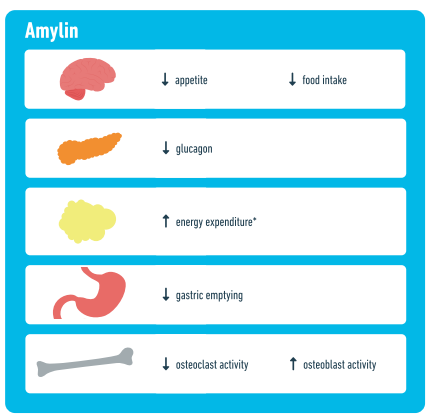 Amylin
↓ appetite ↓ food intake
↓ glucagon
↑ energy expenditure*
↓ gastric emptying
↓ osteoclast activity ↑ osteoblast activity